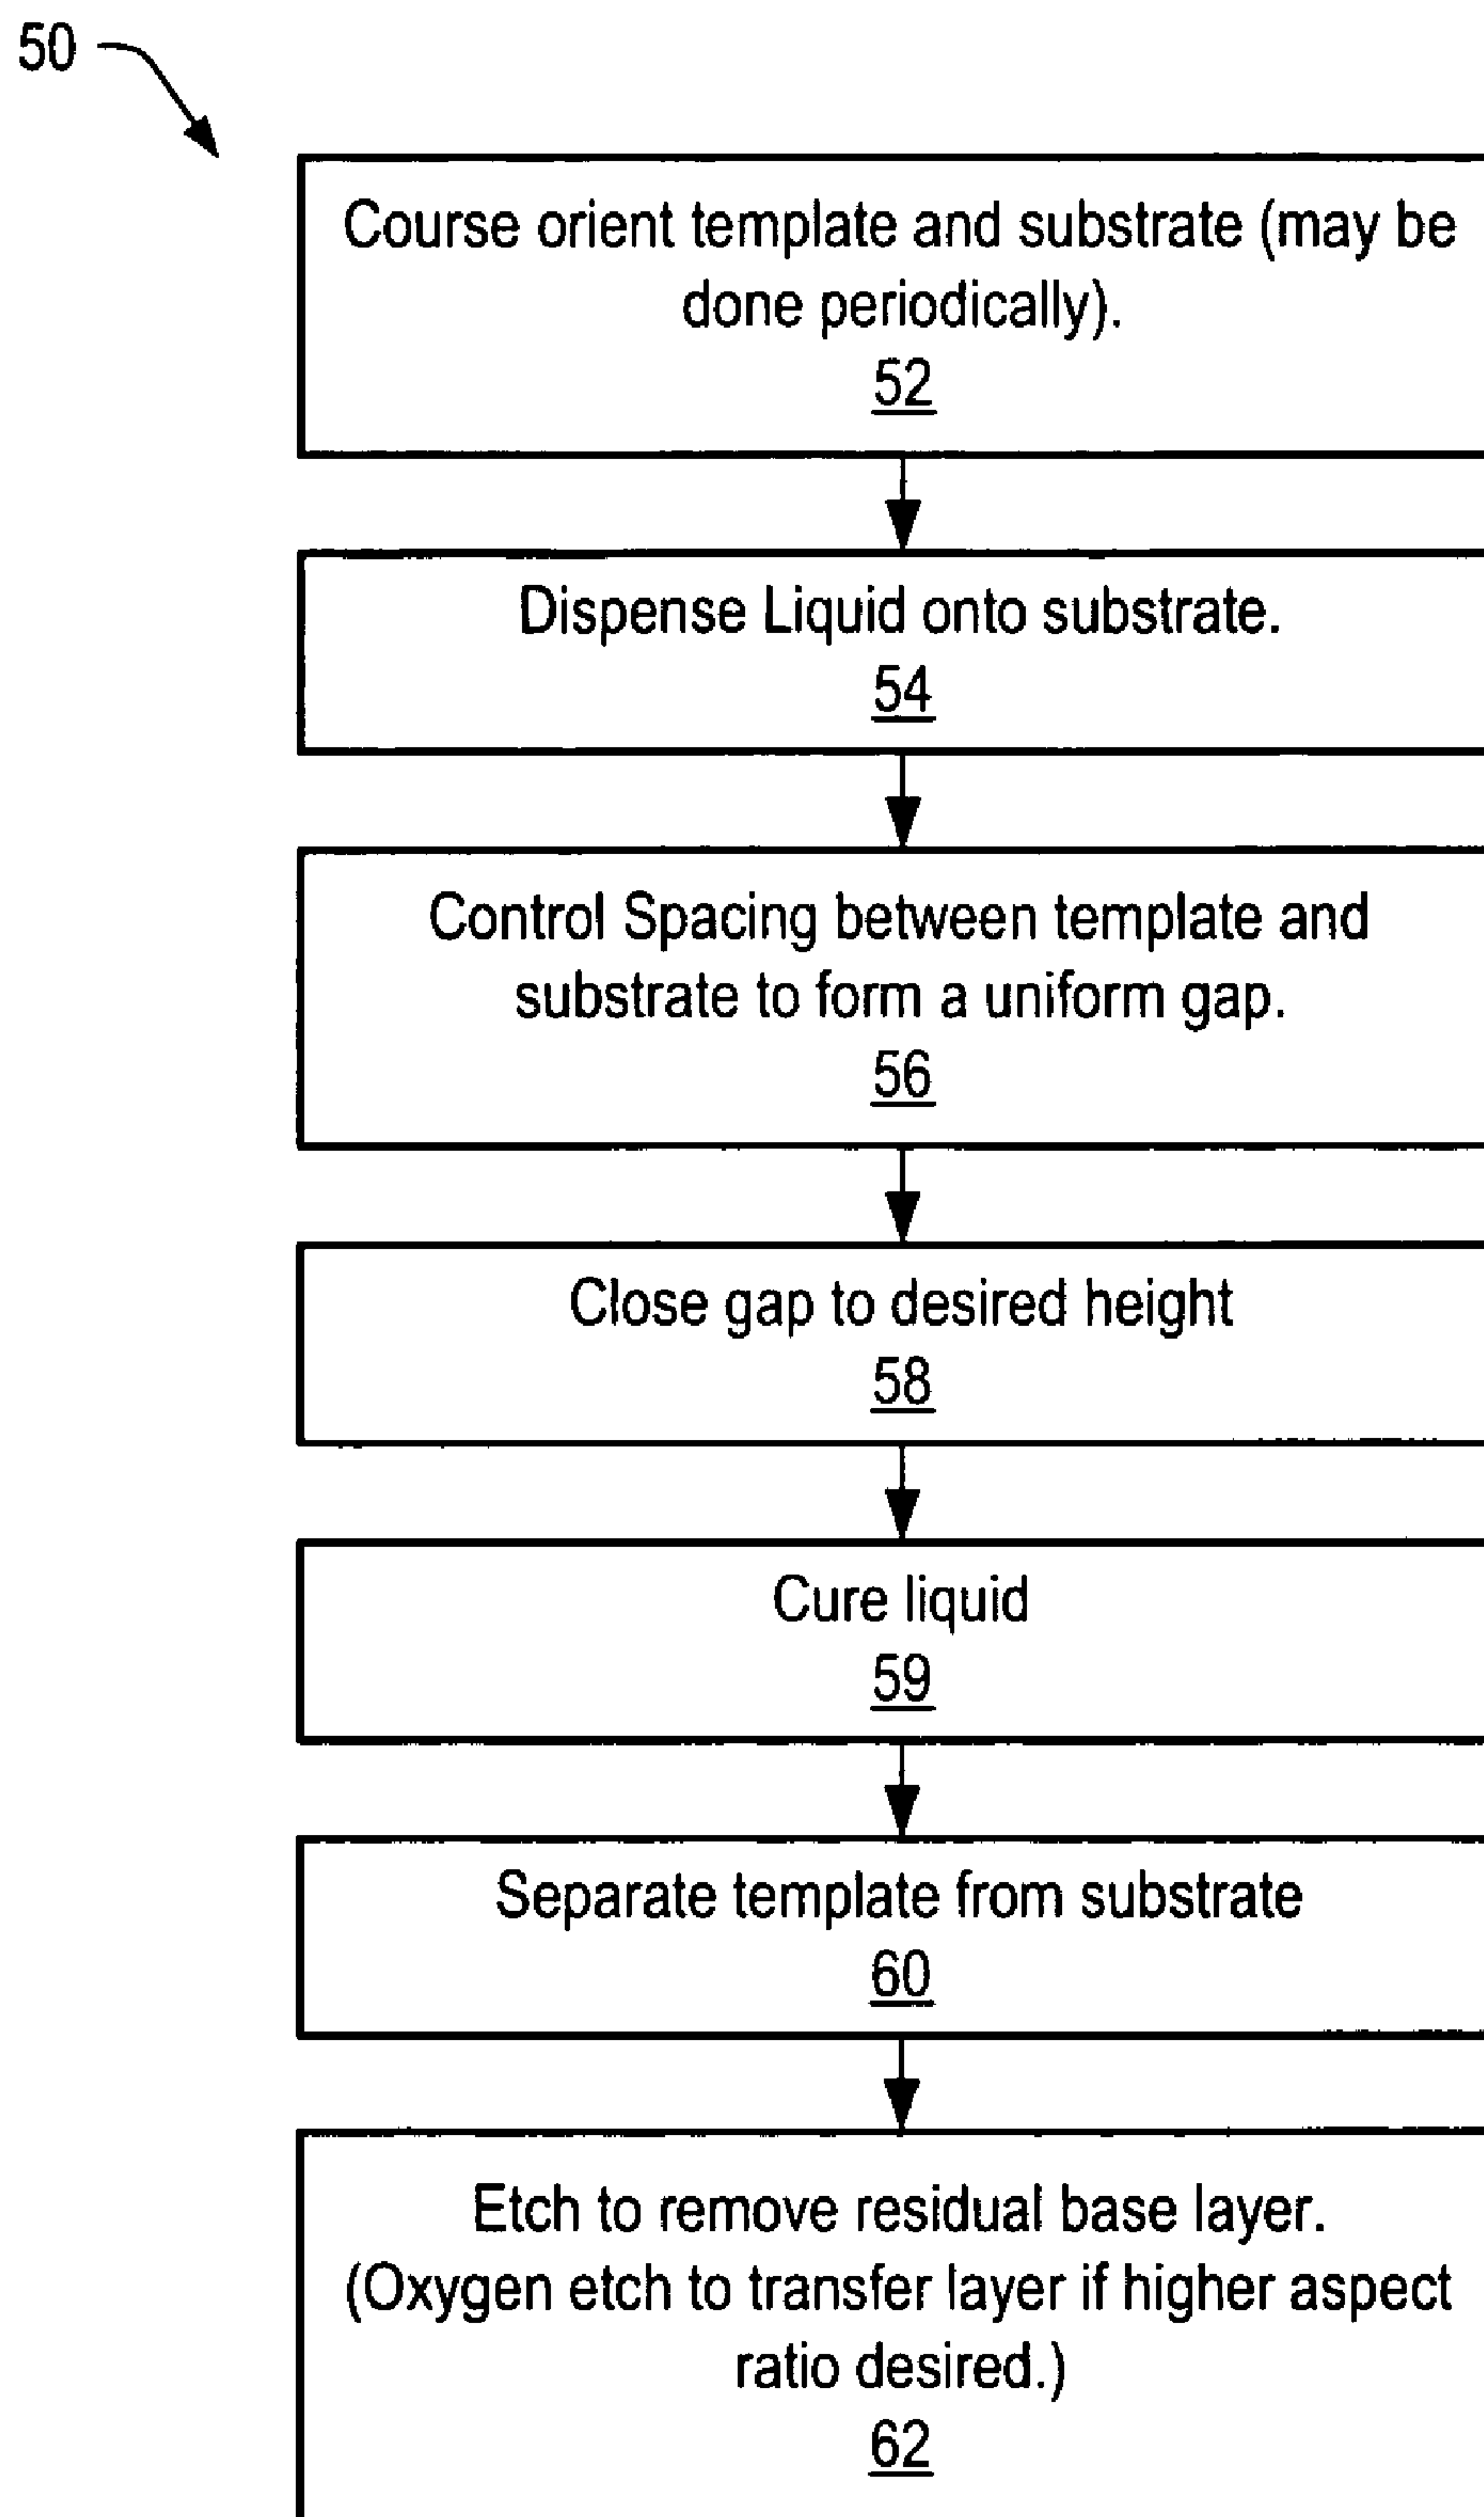 50
Course orient template and substrate (may be
done periodically).
52
Dispense Liquid onto substrate.
54
Control Spacing between template and
substrate to form a uniform gap.
56
Close gap to desired height
58
Cure liquid
59
Separate template from substrate
60
Etch to remove residual base layer.
(Oxygen etch to transfer layer if higher aspect
ratio desired.)
62